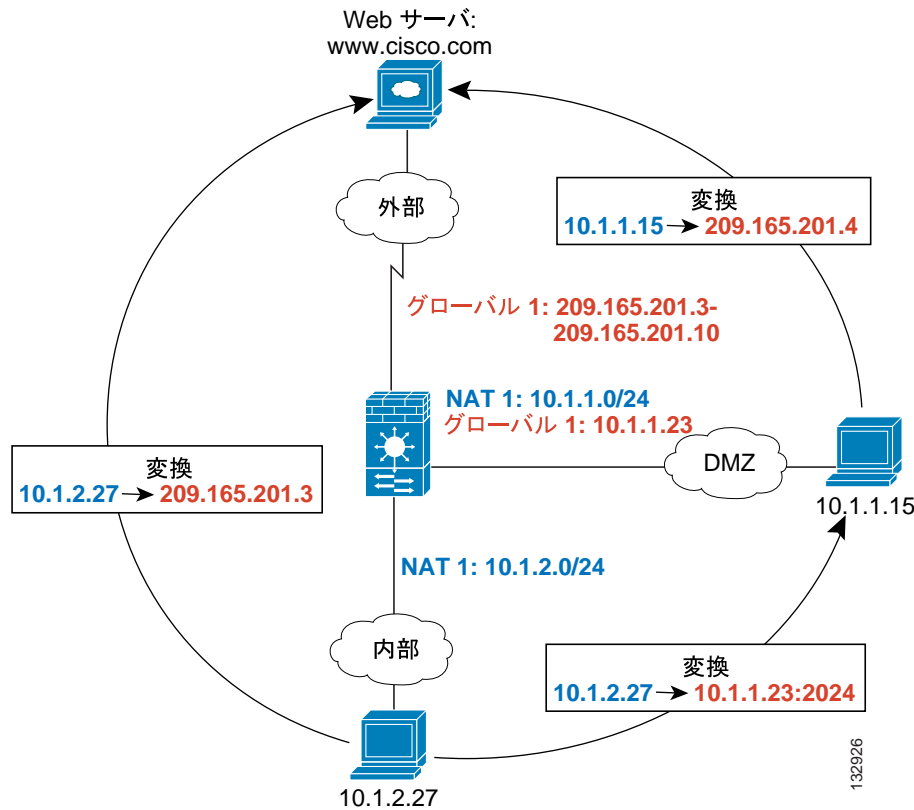 Web サーバ:
www.cisco.com
外部
変換
10.1.1.15 → 209.165.201.4
グローバル 1: 209.165.201.3-
209.165.201.10
NAT 1: 10.1.1.0/24
グローバル 1: 10.1.1.23
変換
10.1.2.27 → 209.165.201.3
DMZ
10.1.1.15
NAT 1: 10.1.2.0/24
内部
変換
10.1.2.27 → 10.1.1.23:2024
10.1.2.27
132926